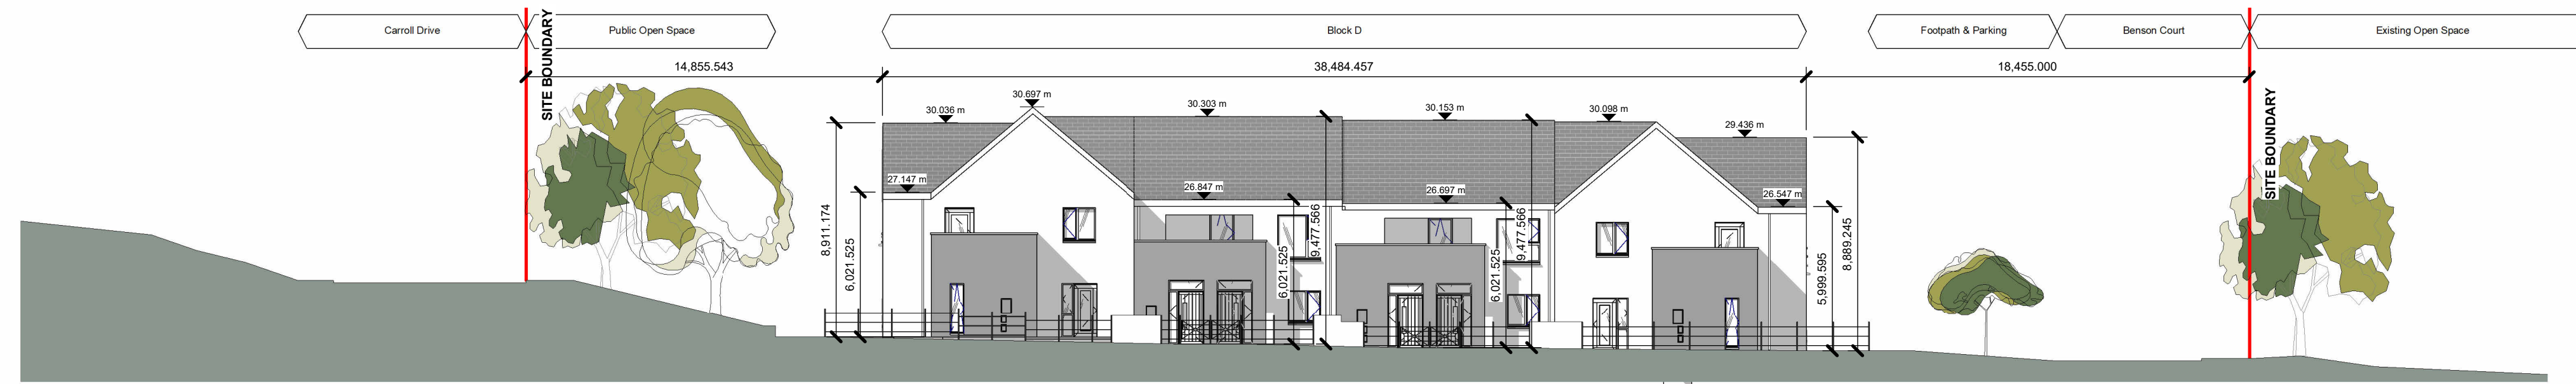 Carroll Drive
SITE BOUNDARY
Public Open Space
Block D
Footpath & Parking
Benson Court
Existing Open Space
14,855.543
38,484.457
18,455.000
SITE BOUNDARY
30.036 m
30.697 m
30.303 m
30.153 m
30.098 m
29.436 m
27.147 m
26.847 m
26.697 m
26.547 m
8,911.174
6,021.525
6,021.525
9,477.566
6,021.525
9,477.566
5,999.595
8,889.245